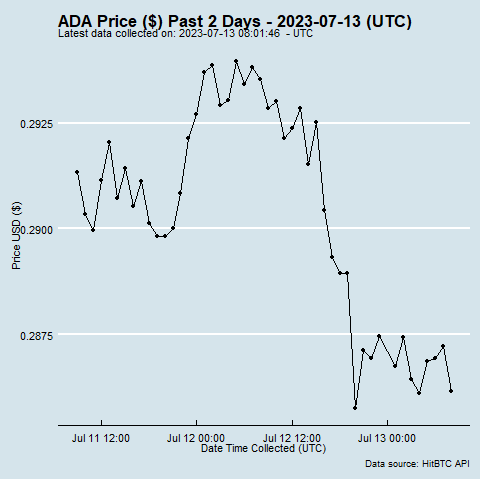 ADA Price ($) Past 2 Days - 2023-07-13 (UTC)
Latest data collected on: 2023-07-13 08:01:46 - UTC
0.2925
0.2900
0.2875
Price USD ($)
Jul 11 12:00 Jul 12 00:00 Jul 12 12:00 Jul 13 00:00
Date Time Collected (UTC)
Data source: HitBTC API